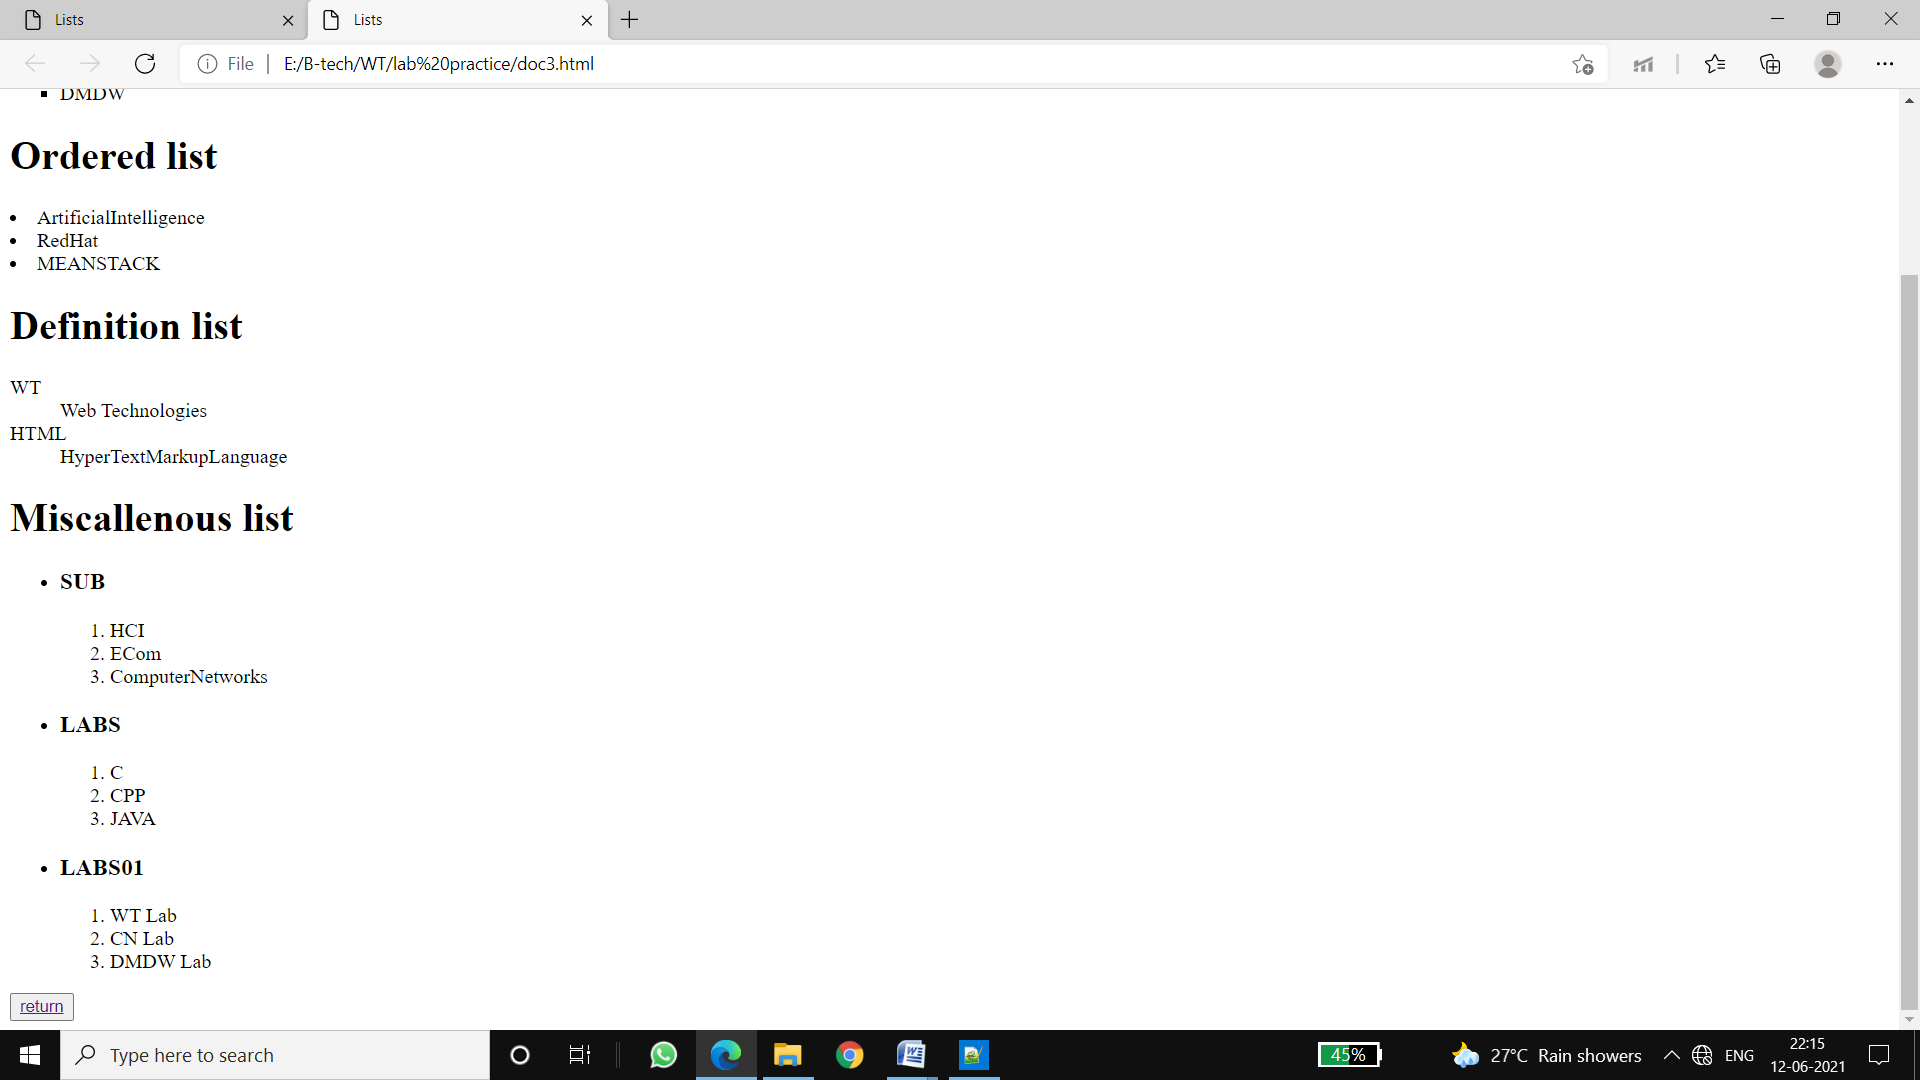 Lists
Lists
File
E:/B-tech/WT/lab%20practice/doc3.html
DMDW
Ordered list
ArtificialIntelligence
RedHat
MEANSTACK
Definition list
WT
Web Technologies
HTML
HyperTextMarkupLanguage
Miscallenous list
SUB
1. HCI
2. ECom
3. ComputerNetworks
LABS
1. C
2. CPP
3. JAVA
LABS01
1. WT Lab
2. CN Lab
3. DMDW Lab
return
Type here to search
45%
27°C Rain showers
ENG
22:15
12-06-2021